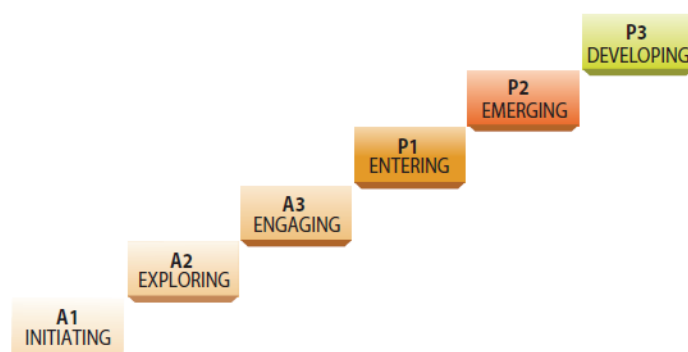 P3
DEVELOPING
P2
EMERGING
P1
ENTERING
A3
ENGAGING
A2
EXPLORING
A1
INITIATING